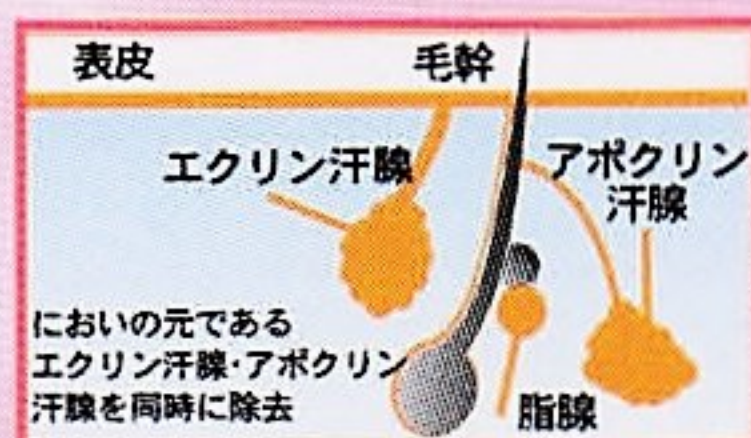 表皮
毛幹
エクリン汗腺
アポクリン
汗腺
においの元である
エクリン汗腺・アポクリン
汗腺を同時に除去
脂腺